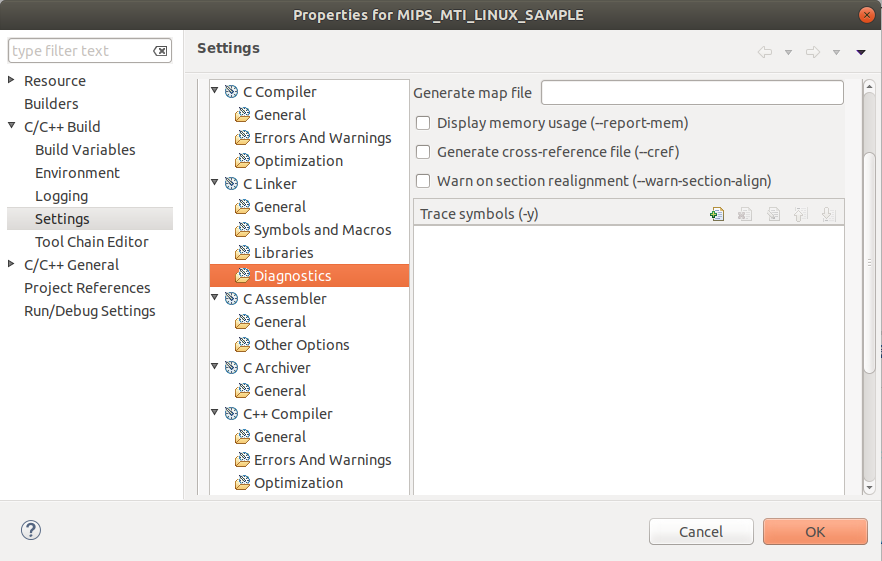 Properties for MIPS_MTI_LINUX_SAMPLE
type filter text
Resource
Builders
C/C++ Build
Build Variables
Environment
Logging
Settings
Tool Chain Editor
C/C++ General
Project References
Run/Debug Settings
Settings
C Compiler
General
Errors And Warnings
Optimization
C Linker
General
Symbols and Macros
Libraries
Diagnostics
C Assembler
General
Other Options
C Archiver
General
C++ Compiler
General
Errors And Warnings
Optimization
Generate map file
Display memory usage (--report-mem)
Generate cross-reference file (--cref)
Warn on section realignment (--warn-section-align)
Trace symbols (-y)
?
Cancel
OK